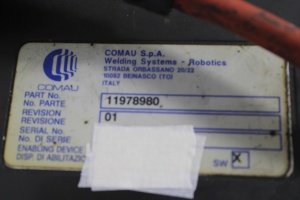 COMAU S.p.A.
Welding Systems - Robotics
STRADA ORBASSANO 20/22
10092 BEINASCO (TO)
ITALY
COMAU
PART No.
No. PARTE
11978980
REVISION
REVISIONE
01
SERIAL No.
No. DI SERIE
ENABLING DEVICE
DISP. DI ABILITAZIO
SW X